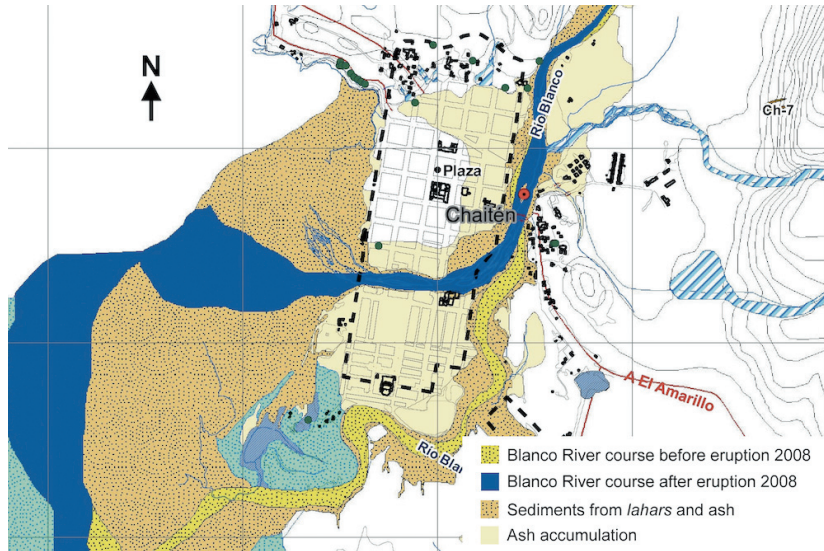 N
Río Blanco
Ch-7
Plaza
Chaitén
A El Amarillo
Río Bla
Blanco River course before eruption 2008
Blanco River course after eruption 2008
Sediments from lahars and ash
Ash accumulation